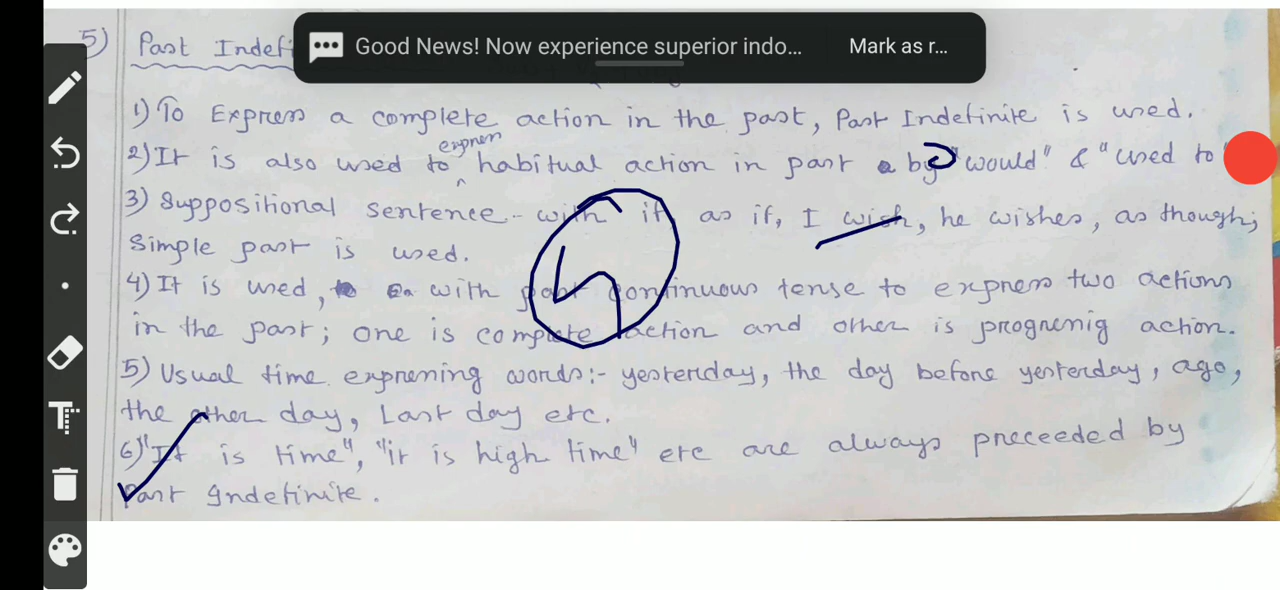 Good News! Now experience superior indo... Mark as r...
5) Past Indef
1) To Express a complete action in the past, Past Indefinite is used.
express
2) It is also used to ^ habitual action in past by "would" & "used to"
3) Suppositional sentence - with if, as if, I wish, he wishes, as though;
simple past is used.
4) It is used, with past continuous tense to express two actions
in the past; one is complete action and other is progrenig action.
5) Usual time expressing words:- yesterday, the day before yesterday, ago,
the other day, Last day etc.
6) "It is time", "it is high time" etc are always preceeded by
Past Indefinite.